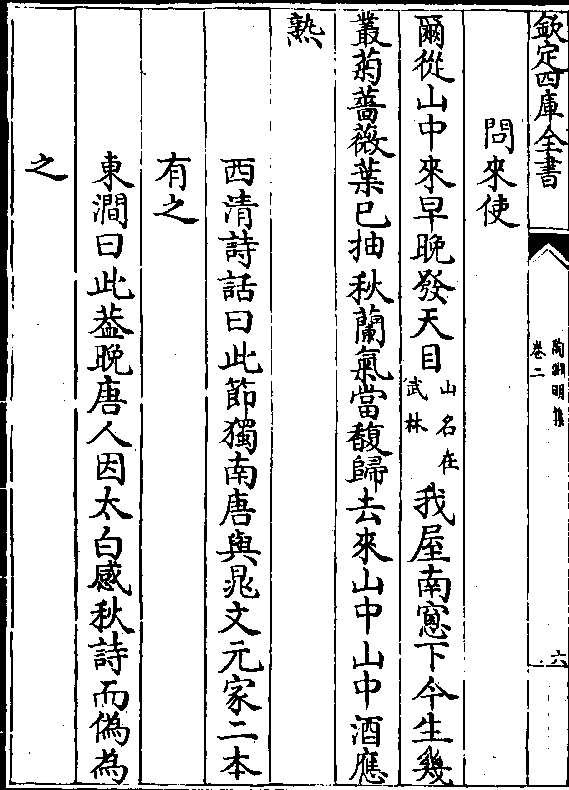 欽定四庫全書
陶淵明集
卷二
六
問來使
爾從山中來早晚發天目山名在武林我屋南窻下今生幾
叢菊薔薇葉已抽秋蘭氣當馥歸去來山中山中酒應
熟
西清詩話曰此節獨南唐與晁文元家二本
有之
東澗曰此葢晚唐人因太白感秋詩而偽為
之